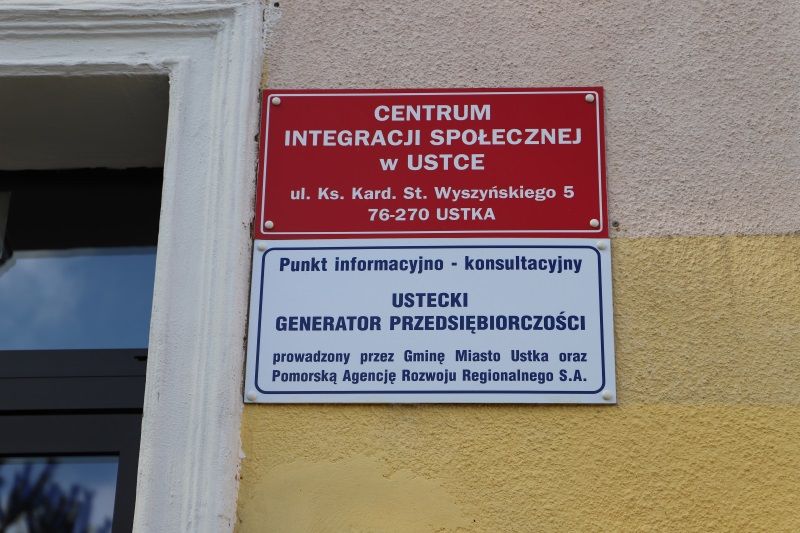 CENTRUM
INTEGRACJI SPOŁECZNEJ
w USTCE
ul. Ks. Kard. St. Wyszyńskiego 5
76-270 USTKA
Punkt informacyjno - konsultacyjny
USTECKI
GENERATOR PRZEDSIĘBIORCZOŚCI
prowadzony przez Gminę Miasto Ustka oraz
Pomorską Agencję Rozwoju Regionalnego S.A.